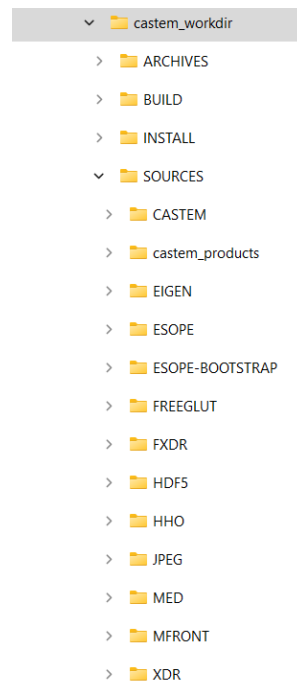 castem_workdir
ARCHIVES
BUILD
INSTALL
SOURCES
CASTEM
castem_products
EIGEN
ESOPE
ESOPE-BOOTSTRAP
FREEGLUT
FXDR
HDF5
HHO
JPEG
MED
MFRONT
XDR